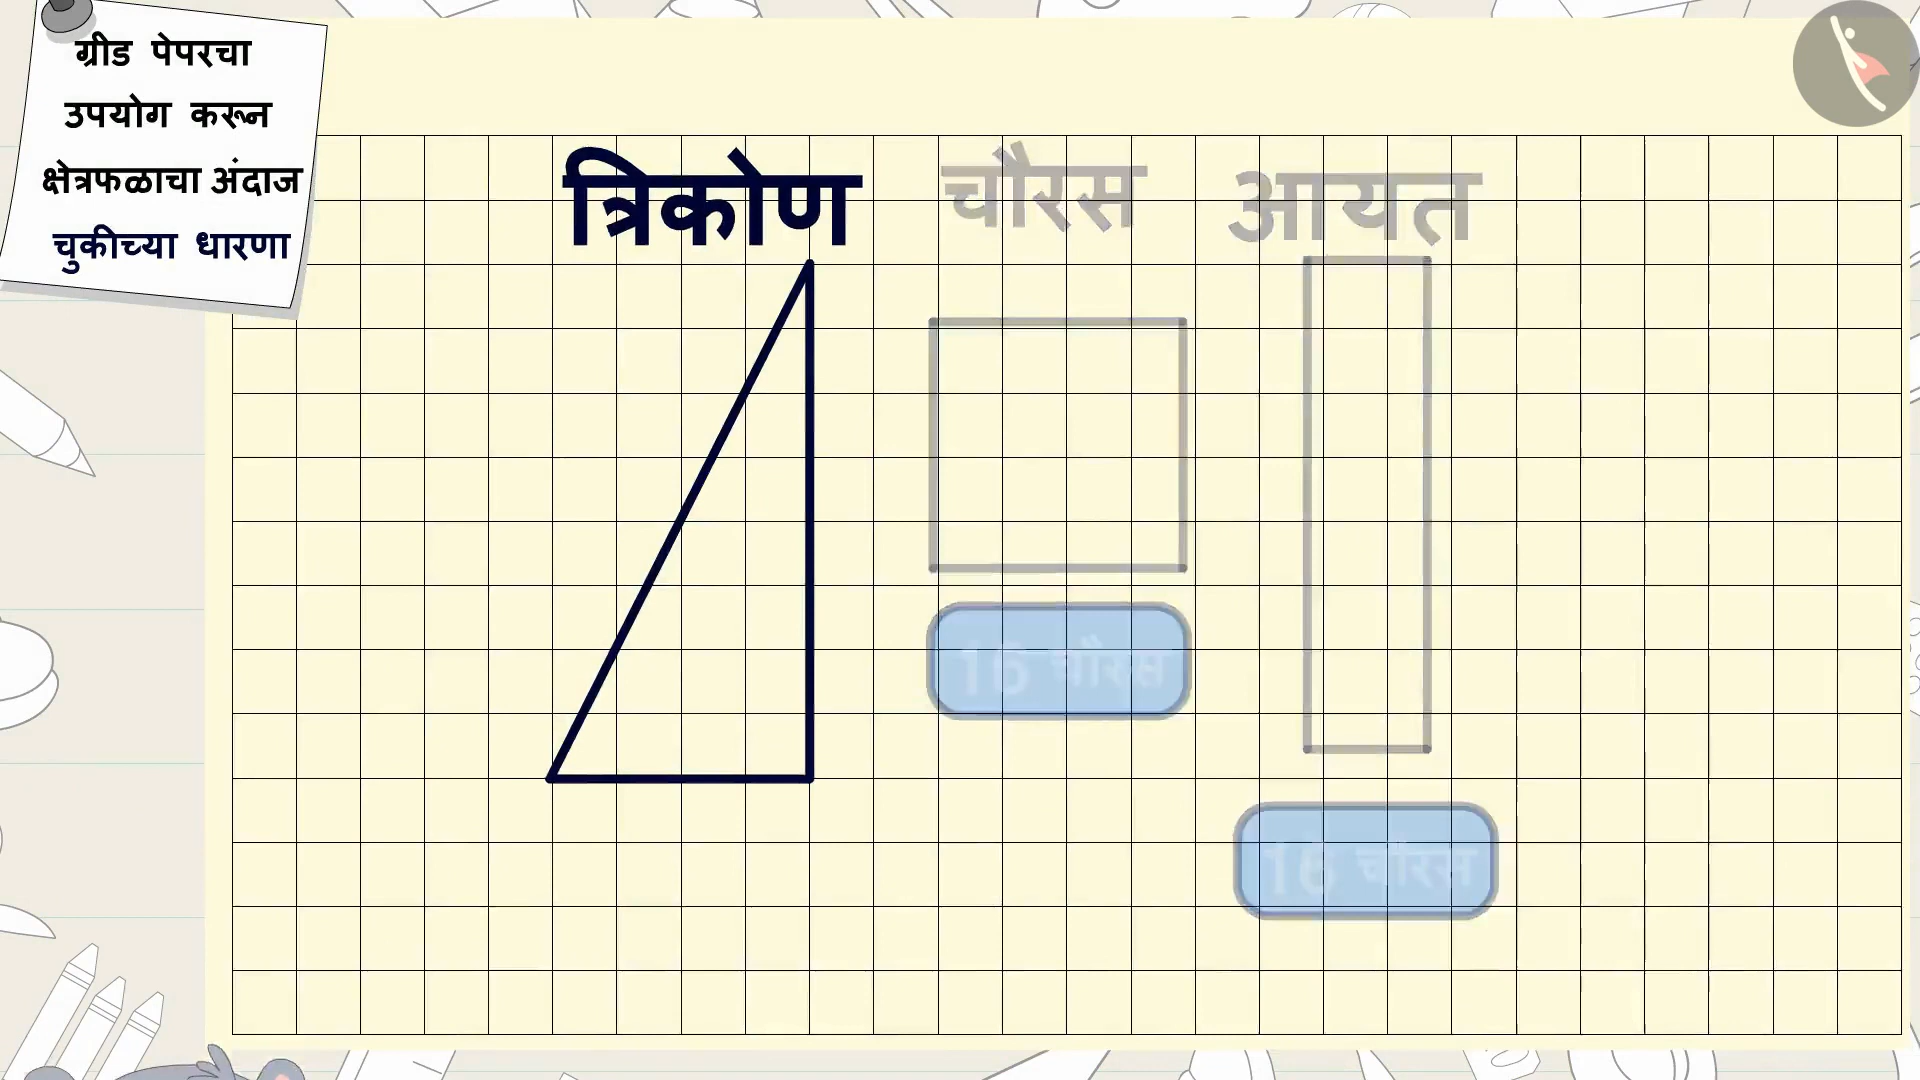 ग्रीड पेपरचा
उपयोग करून
क्षेत्रफळाचा अंदाज
चुकीच्या धारणा
त्रिकोण चौरस आयत
16 चौरस
16 चौरस